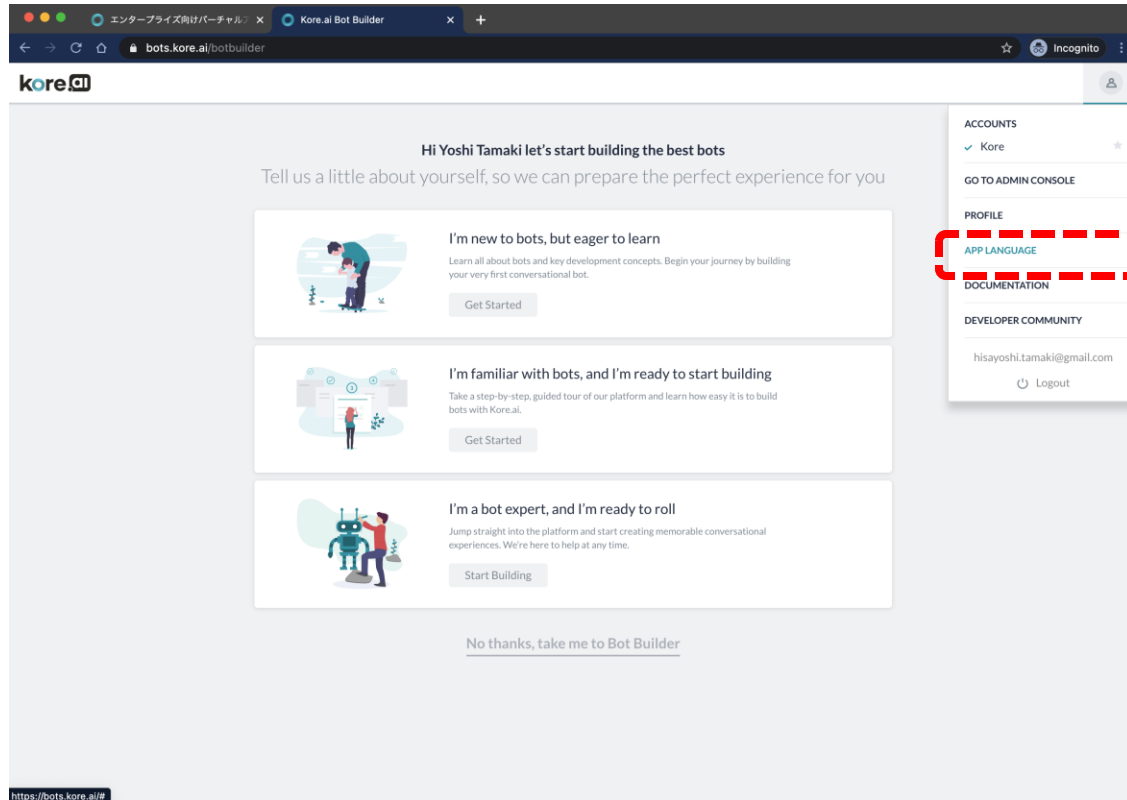 エンタープライズ向けバーチャルア
Kore.ai Bot Builder
bots.kore.ai/botbuilder
Incognito
kore.ai
ACCOUNTS
Kore
GO TO ADMIN CONSOLE
PROFILE
APP LANGUAGE
DOCUMENTATION
DEVELOPER COMMUNITY
hisayoshi.tamaki@gmail.com
Logout
Hi Yoshi Tamaki let's start building the best bots
Tell us a little about yourself, so we can prepare the perfect experience for you
I'm new to bots, but eager to learn
Learn all about bots and key development concepts. Begin your journey by building
your very first conversational bot.
Get Started
3
I'm familiar with bots, and I'm ready to start building
Take a step-by-step, guided tour of our platform and learn how easy it is to build
bots with Kore.ai.
Get Started
I'm a bot expert, and I'm ready to roll
Jump straight into the platform and start creating memorable conversational
experiences. We're here to help at any time.
Start Building
No thanks, take me to Bot Builder
https://bots.kore.ai/#